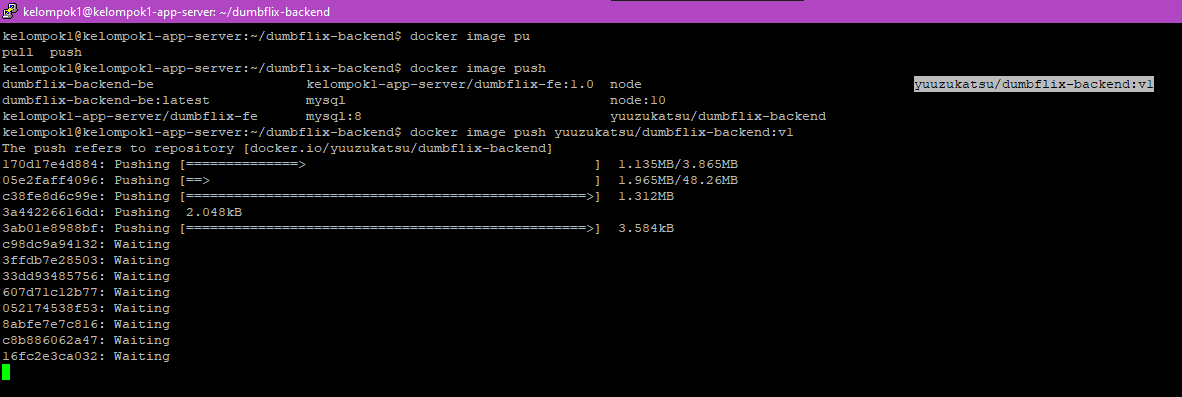 kelompok1@kelompok1-app-server: ~/dumbflix-backend
kelompok1@kelompok1-app-server:~/dumbflix-backend$ docker image pu
pull  push
kelompok1@kelompok1-app-server:~/dumbflix-backend$ docker image push
dumbflix-backend-be                   kelompok1-app-server/dumbflix-fe:1.0  node                                  yuuzukatsu/dumbflix-backend:v1
dumbflix-backend-be:latest            mysql                                 node:10
kelompok1-app-server/dumbflix-fe      mysql:8                               yuuzukatsu/dumbflix-backend
kelompok1@kelompok1-app-server:~/dumbflix-backend$ docker image push yuuzukatsu/dumbflix-backend:v1
The push refers to repository [docker.io/yuuzukatsu/dumbflix-backend]
170d17e4d884: Pushing [==============>                                    ]  1.135MB/3.865MB
05e2faff4096: Pushing [==>                                                ]  1.965MB/48.26MB
c38fe8d6c99e: Pushing [==================================================>]  1.312MB
3a44226616dd: Pushing  2.048kB
3ab01e8988bf: Pushing [==================================================>]  3.584kB
c98dc9a94132: Waiting
3ffdb7e28503: Waiting
33dd93485756: Waiting
607d71c12b77: Waiting
052174538f53: Waiting
8abfe7e7c816: Waiting
c8b886062a47: Waiting
16fc2e3ca032: Waiting